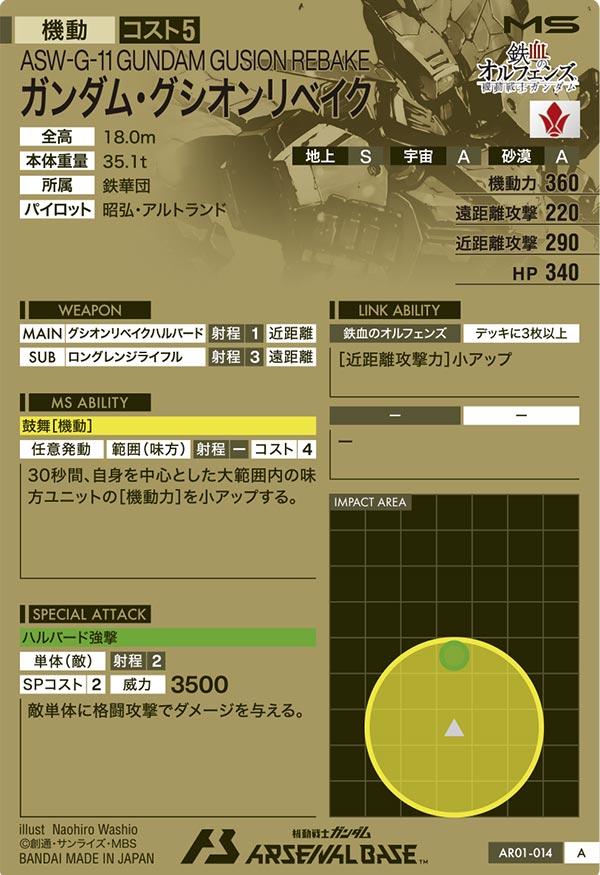 機動 コスト5
MS
ASW-G-11 GUNDAM GUSION REBAKE
ガンダム・グシオンリベイク
鉄血の
オルフェンズ
機動戦士ガンダム
全高 18.0m
本体重量 35.1t
所属 鉄華団
パイロット 昭弘・アルトランド
地上 S 宇宙 A 砂漠 A
機動力 360
遠距離攻撃 220
近距離攻撃 290
HP 340
WEAPON
MAIN グシオンリベイクハルバード 射程 1 近距離
SUB ロングレンジライフル 射程 3 遠距離
LINK ABILITY
鉄血のオルフェンズ デッキに3枚以上
[近距離攻撃力]小アップ
ー ー
ー
MS ABILITY
鼓舞[機動]
任意発動 範囲(味方) 射程 ー コスト 4
30秒間、自身を中心とした大範囲内の味
方ユニットの[機動力]を小アップする。
IMPACT AREA
SPECIAL ATTACK
ハルバード強撃
単体(敵) 射程 2
SPコスト 2 威力 3500
敵単体に格闘攻撃でダメージを与える。
illust Naohiro Washio
©創通・サンライズ・MBS
BANDAI MADE IN JAPAN
機動戦士ガンダム
ARSENAL BASE™
AR01-014 A